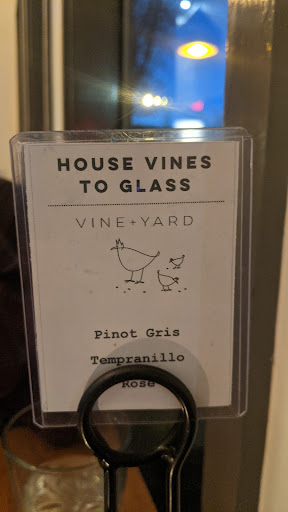 HOUSE VINES
TO GLASS
VINE+YARD
Pinot Gris
Tempranillo
Rose